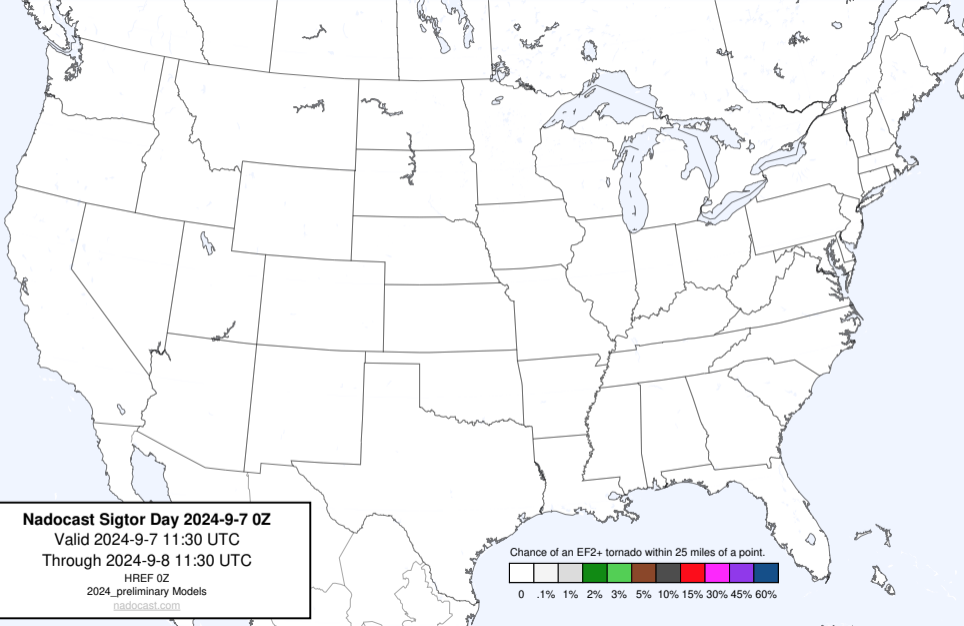 Nadocast Sigtor Day 2024-9-7 0Z
Valid 2024-9-7 11:30 UTC
Through 2024-9-8 11:30 UTC
HREF 0Z
2024_preliminary Models
nadocast.com
Chance of an EF2+ tornado within 25 miles of a point.
0 .1% 1% 2% 3% 5% 10% 15% 30% 45% 60%